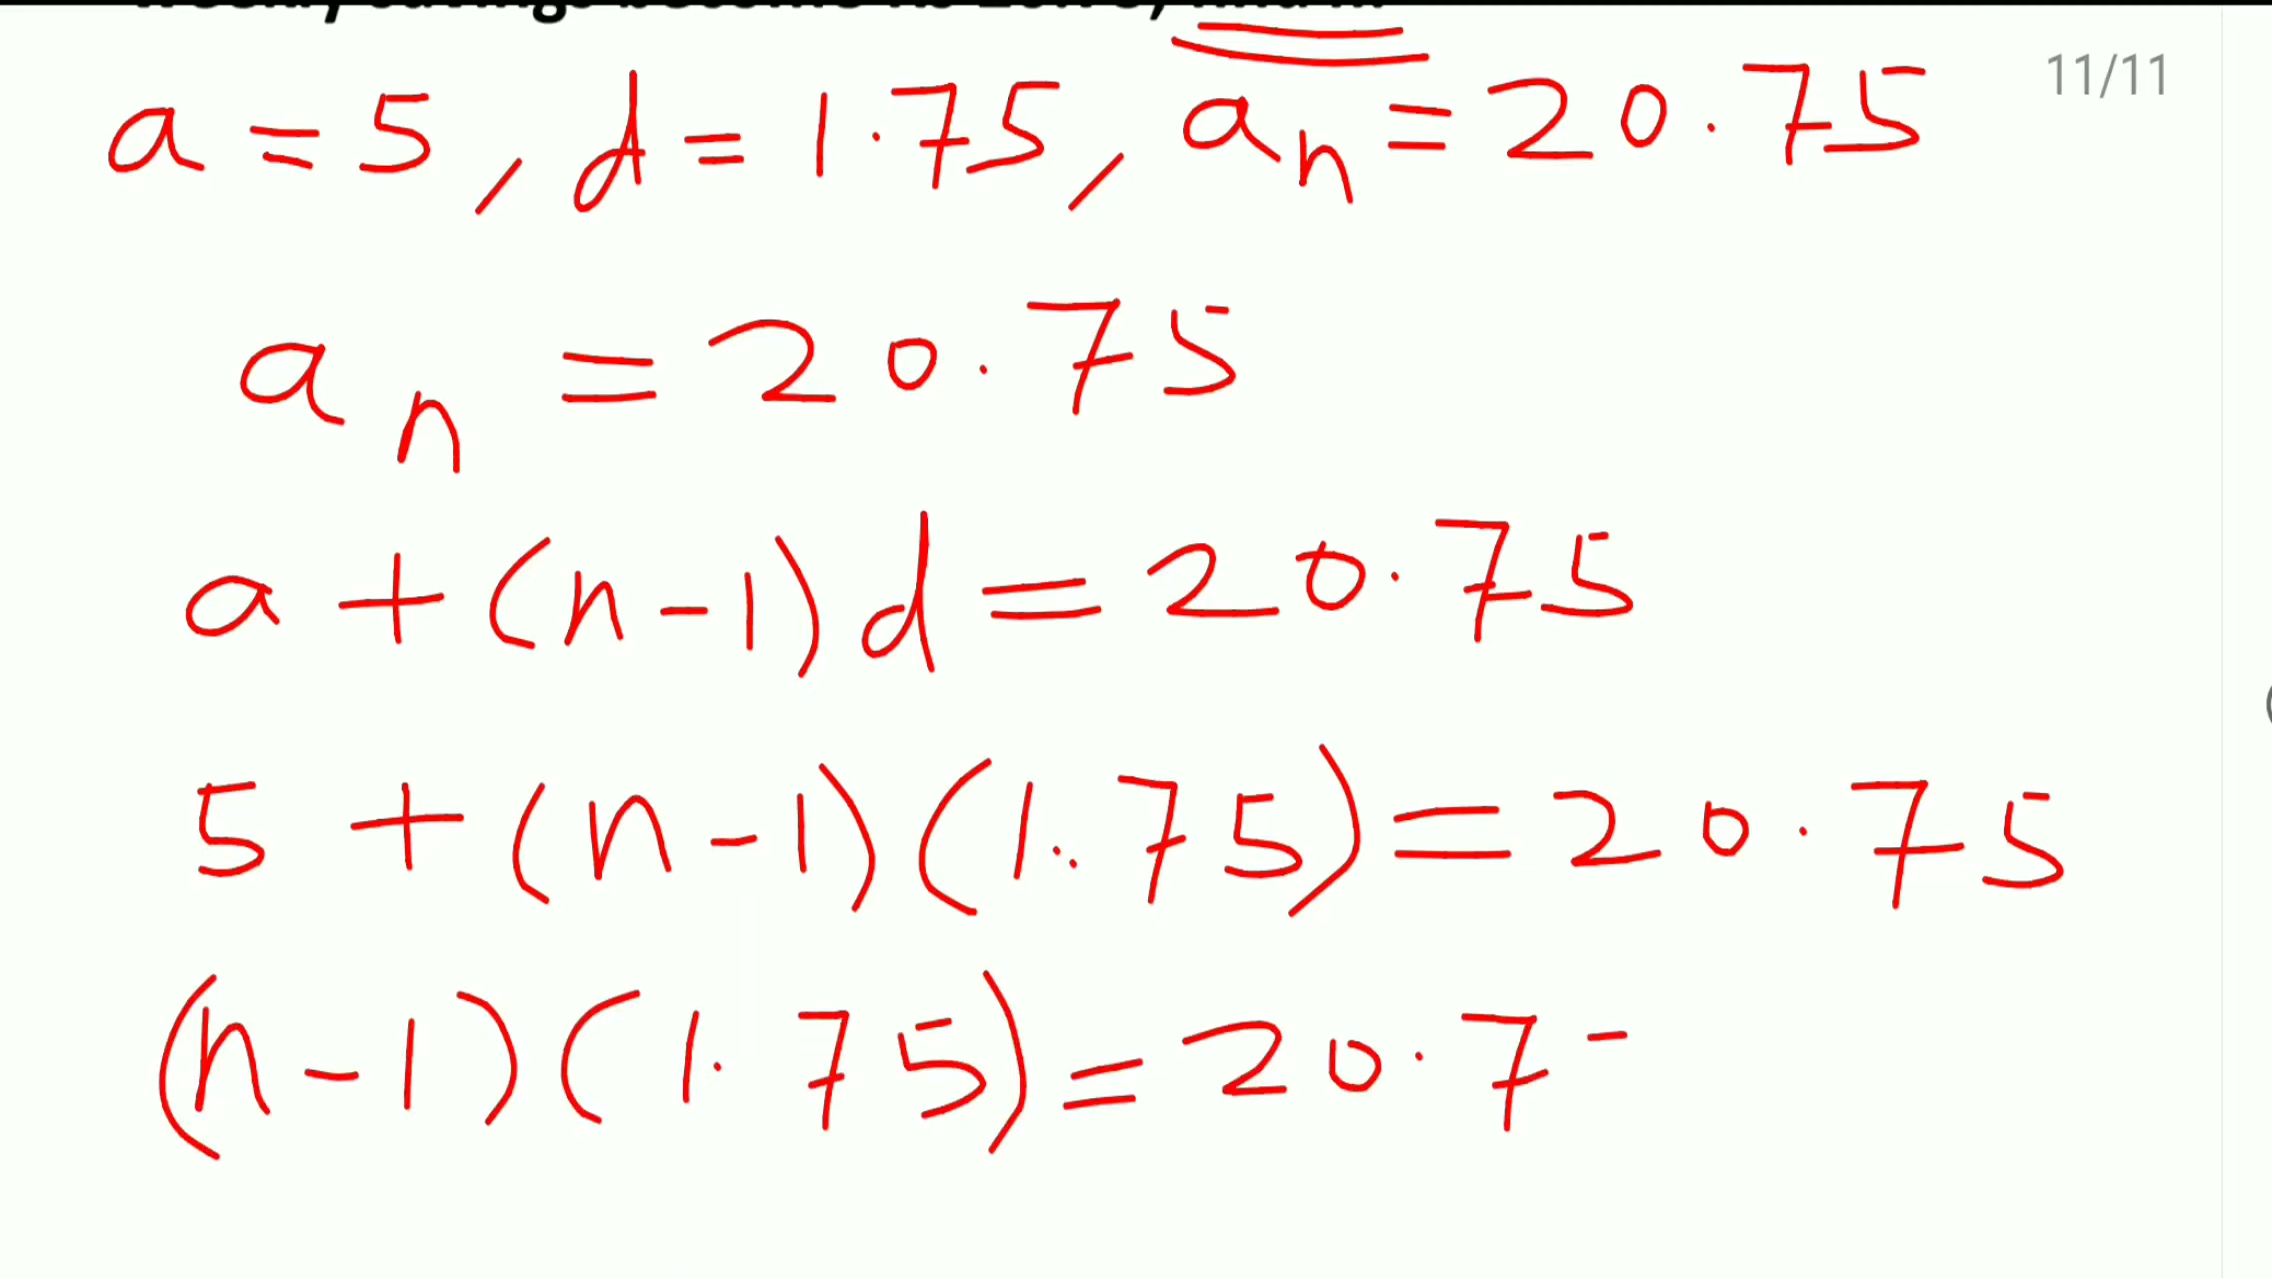 a = 5, d = 1.75, aₙ = 20.75
11/11
aₙ = 20.75
a + (n - 1) d = 20.75
5 + (n - 1) (1.75) = 20.75
(n - 1) (1.75) = 20.7